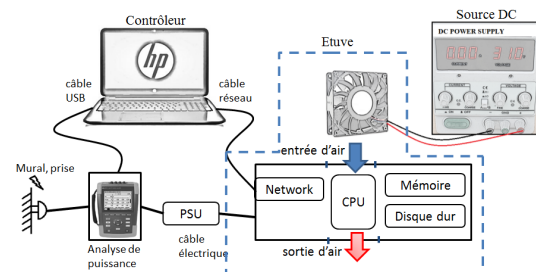 Contrôleur
Source DC
DC POWER SUPPLY
Etuve
hp
câble
USB
câble
réseau
entrée d'air
Mural, prise
Network
CPU
Mémoire
Disque dur
PSU
Analyse de
puissance
câble
électrique
sortie d'air